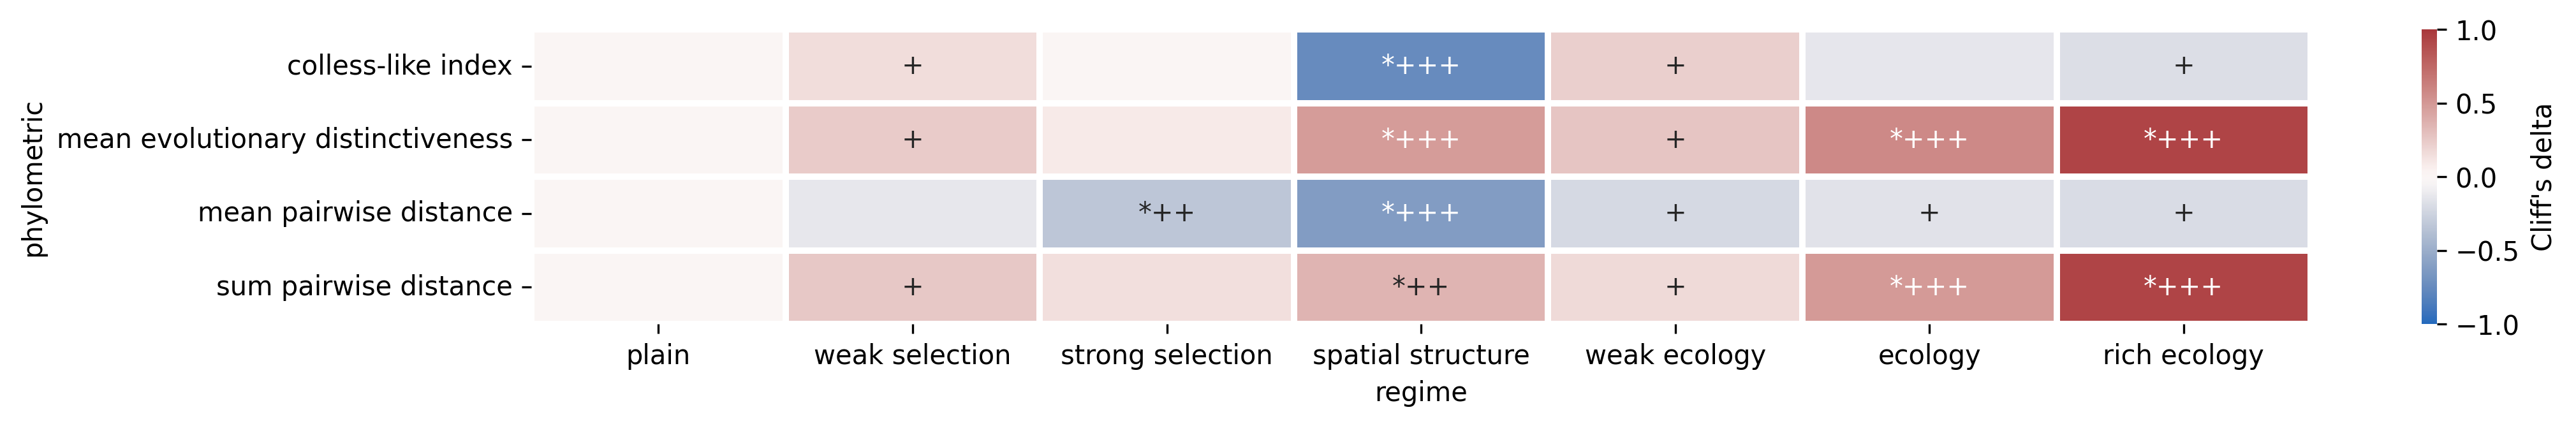 phylometric
colless-like index + *+++ + +
mean evolutionary distinctiveness + *+++ + *+++ *+++
mean pairwise distance *++ *+++ + + +
sum pairwise distance + *++ + *+++ *+++
plain weak selection strong selection spatial structure weak ecology ecology rich ecology
regime
1.0
0.5
0.0
−0.5
−1.0
Cliff's delta